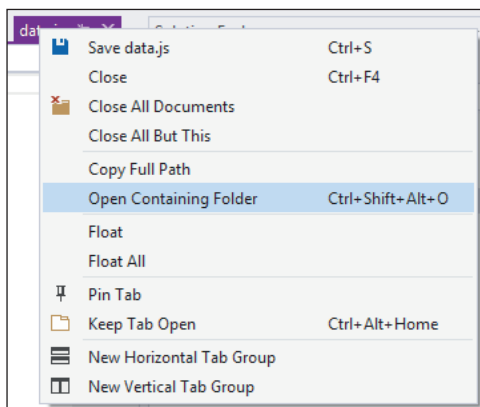 Save data.js Ctrl+S
Close Ctrl+F4
Close All Documents
Close All But This
Copy Full Path
Open Containing Folder Ctrl+Shift+Alt+O
Float
Float All
Pin Tab
Keep Tab Open Ctrl+Alt+Home
New Horizontal Tab Group
New Vertical Tab Group